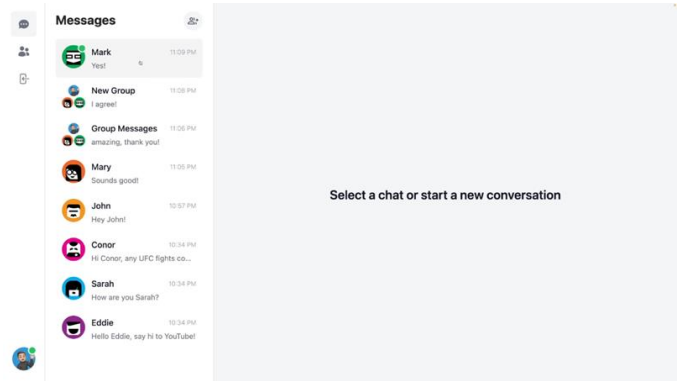 Messages
Mark 11:09 PM
Yes!
New Group 11:08 PM
I agree!
Group Messages 11:06 PM
amazing, thank you!
Mary 11:05 PM
Sounds good!
John 10:57 PM
Hey John!
Conor 10:34 PM
Hi Conor, any UFC fights co...
Sarah 10:34 PM
How are you Sarah?
Eddie 10:34 PM
Hello Eddie, say hi to YouTube!
Select a chat or start a new conversation